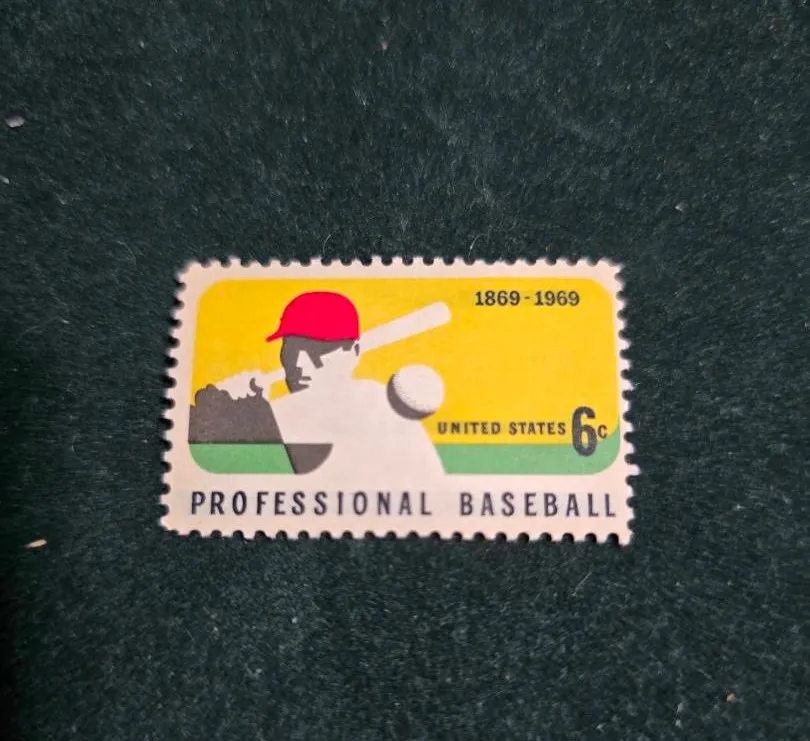 1869-1969
UNITED STATES 6c
PROFESSIONAL BASEBALL